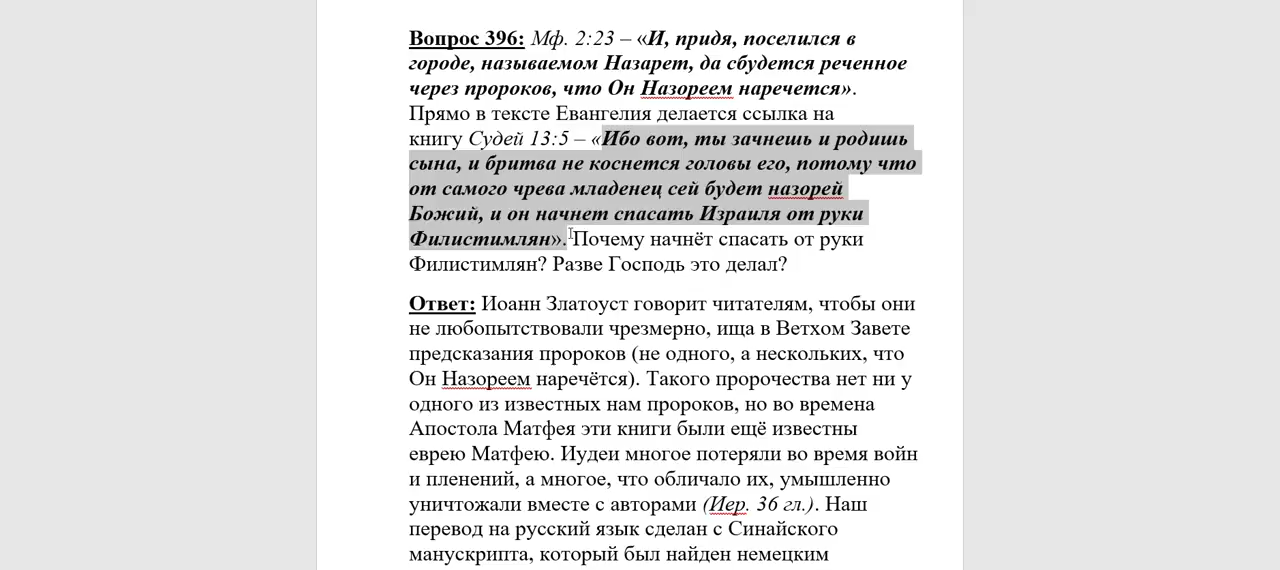 Вопрос 396: Мф. 2:23 – «И, придя, поселился в
городе, называемом Назарет, да сбудется реченное
через пророков, что Он Назореем наречется».
Прямо в тексте Евангелия делается ссылка на
книгу Судей 13:5 – «Ибо вот, ты зачнешь и родишь
сына, и бритва не коснется головы его, потому что
от самого чрева младенец сей будет назорей
Божий, и он начнет спасать Израиля от руки
Филистимлян». Почему начнёт спасать от руки
Филистимлян? Разве Господь это делал?
Ответ: Иоанн Златоуст говорит читателям, чтобы они
не любопытствовали чрезмерно, ища в Ветхом Завете
предсказания пророков (не одного, а нескольких, что
Он Назореем наречётся). Такого пророчества нет ни у
одного из известных нам пророков, но во времена
Апостола Матфея эти книги были ещё известны
еврею Матфею. Иудеи многое потеряли во время войн
и пленений, а многое, что обличало их, умышленно
уничтожали вместе с авторами (Иер. 36 гл.). Наш
перевод на русский язык сделан с Синайского
манускрипта, который был найден немецким